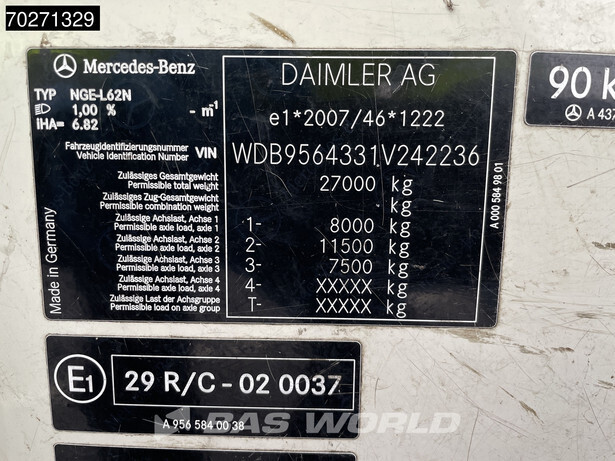 70271329
Mercedes-Benz
DAIMLER AG
TYP NGE-L62N
1,00 % - m⁻¹
iHA= 6.82
e1*2007/46*1222
Fahrzeugidentifizierungsnummer
Vehicle Identification Number VIN WDB9564331V242236
Zulässiges Gesamtgewicht
Permissible total weight 27000 kg
Zulässiges Zug-Gesamtgewicht
Permissible combination weight kg
Zulässige Achslast, Achse 1
Permissible axle load, axle 1 -1- 8000 kg
Zulässige Achslast, Achse 2
Permissible axle load, axle 2 2- 11500 kg
Zulässige Achslast, Achse 3
Permissible axle load, axle 3 3- 7500 kg
Zulässige Achslast, Achse 4
Permissible axle load, axle 4 4- XXXXX kg
Zulässige Last der Achsgruppe
Permissible load on axle group T- XXXXX kg
Made in Germany
A 000 584 98 01
90 k
A 437
E1
29 R/C - 02 0037
A 956 584 00 38
BAS WORLD